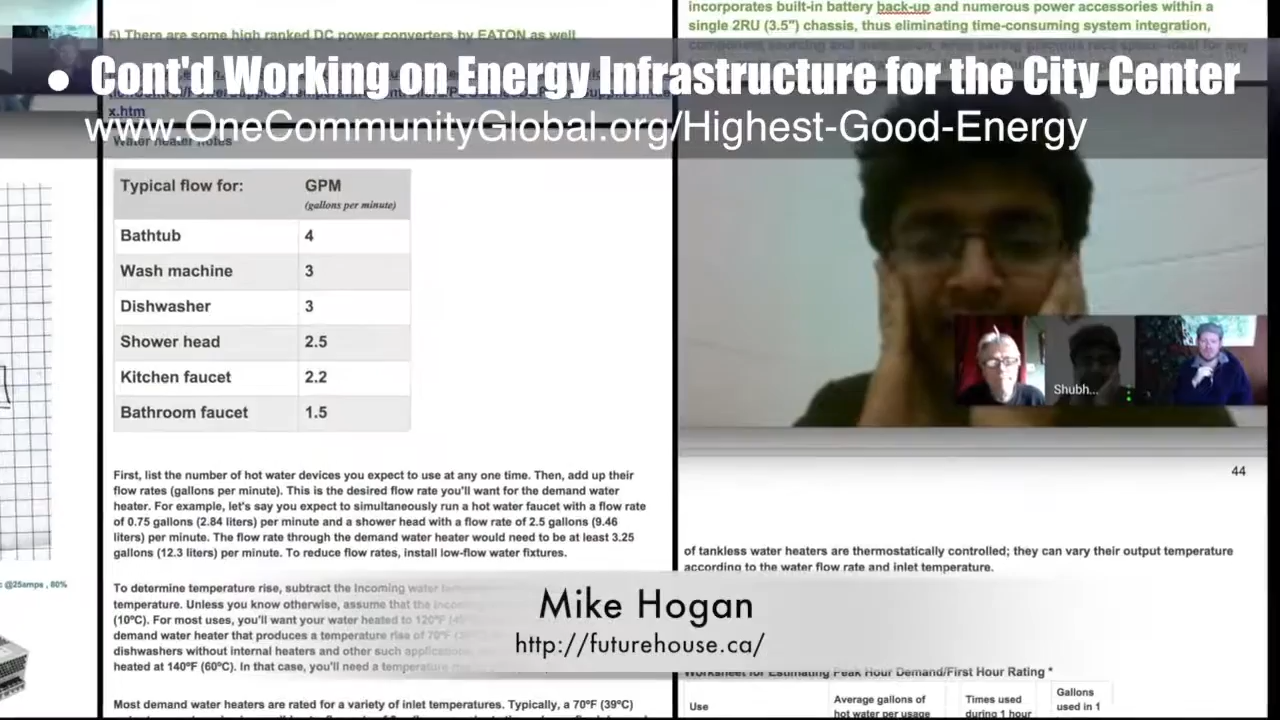 5) There are some high ranked DC power converters by EATON as well
x.htm
incorporates built-in battery back-up and numerous power accessories within a
single 2RU (3.5") chassis, thus eliminating time-consuming system integration,
• Cont'd Working on Energy Infrastructure for the City Center
www.OneCommunityGlobal.org/Highest-Good-Energy
Water heater notes
Typical flow for: GPM
(gallons per minute)
Bathtub 4
Wash machine 3
Dishwasher 3
Shower head 2.5
Kitchen faucet 2.2
Bathroom faucet 1.5
First, list the number of hot water devices you expect to use at any one time. Then, add up their
flow rates (gallons per minute). This is the desired flow rate you'll want for the demand water
heater. For example, let's say you expect to simultaneously run a hot water faucet with a flow rate
of 0.75 gallons (2.84 liters) per minute and a shower head with a flow rate of 2.5 gallons (9.46
liters) per minute. The flow rate through the demand water heater would need to be at least 3.25
gallons (12.3 liters) per minute. To reduce flow rates, install low-flow water fixtures.
@25amps , 80%
To determine temperature rise, subtract the incoming water
temperature. Unless you know otherwise, assume that the
(10ºC). For most uses, you'll want your water heated to 120ºF
demand water heater that produces a temperature rise of 70ºF
dishwashers without internal heaters and other such
heated at 140ºF (60ºC). In that case, you'll need a temperature
Most demand water heaters are rated for a variety of inlet temperatures. Typically, a 70ºF (39ºC)
Shubh...
44
of tankless water heaters are thermostatically controlled; they can vary their output temperature
according to the water flow rate and inlet temperature.
Mike Hogan
http://futurehouse.ca/
Worksheet for Estimating Peak Hour Demand/First Hour Rating *
Use
Average gallons of
hot water per usage
Times used
during 1 hour
Gallons
used in 1